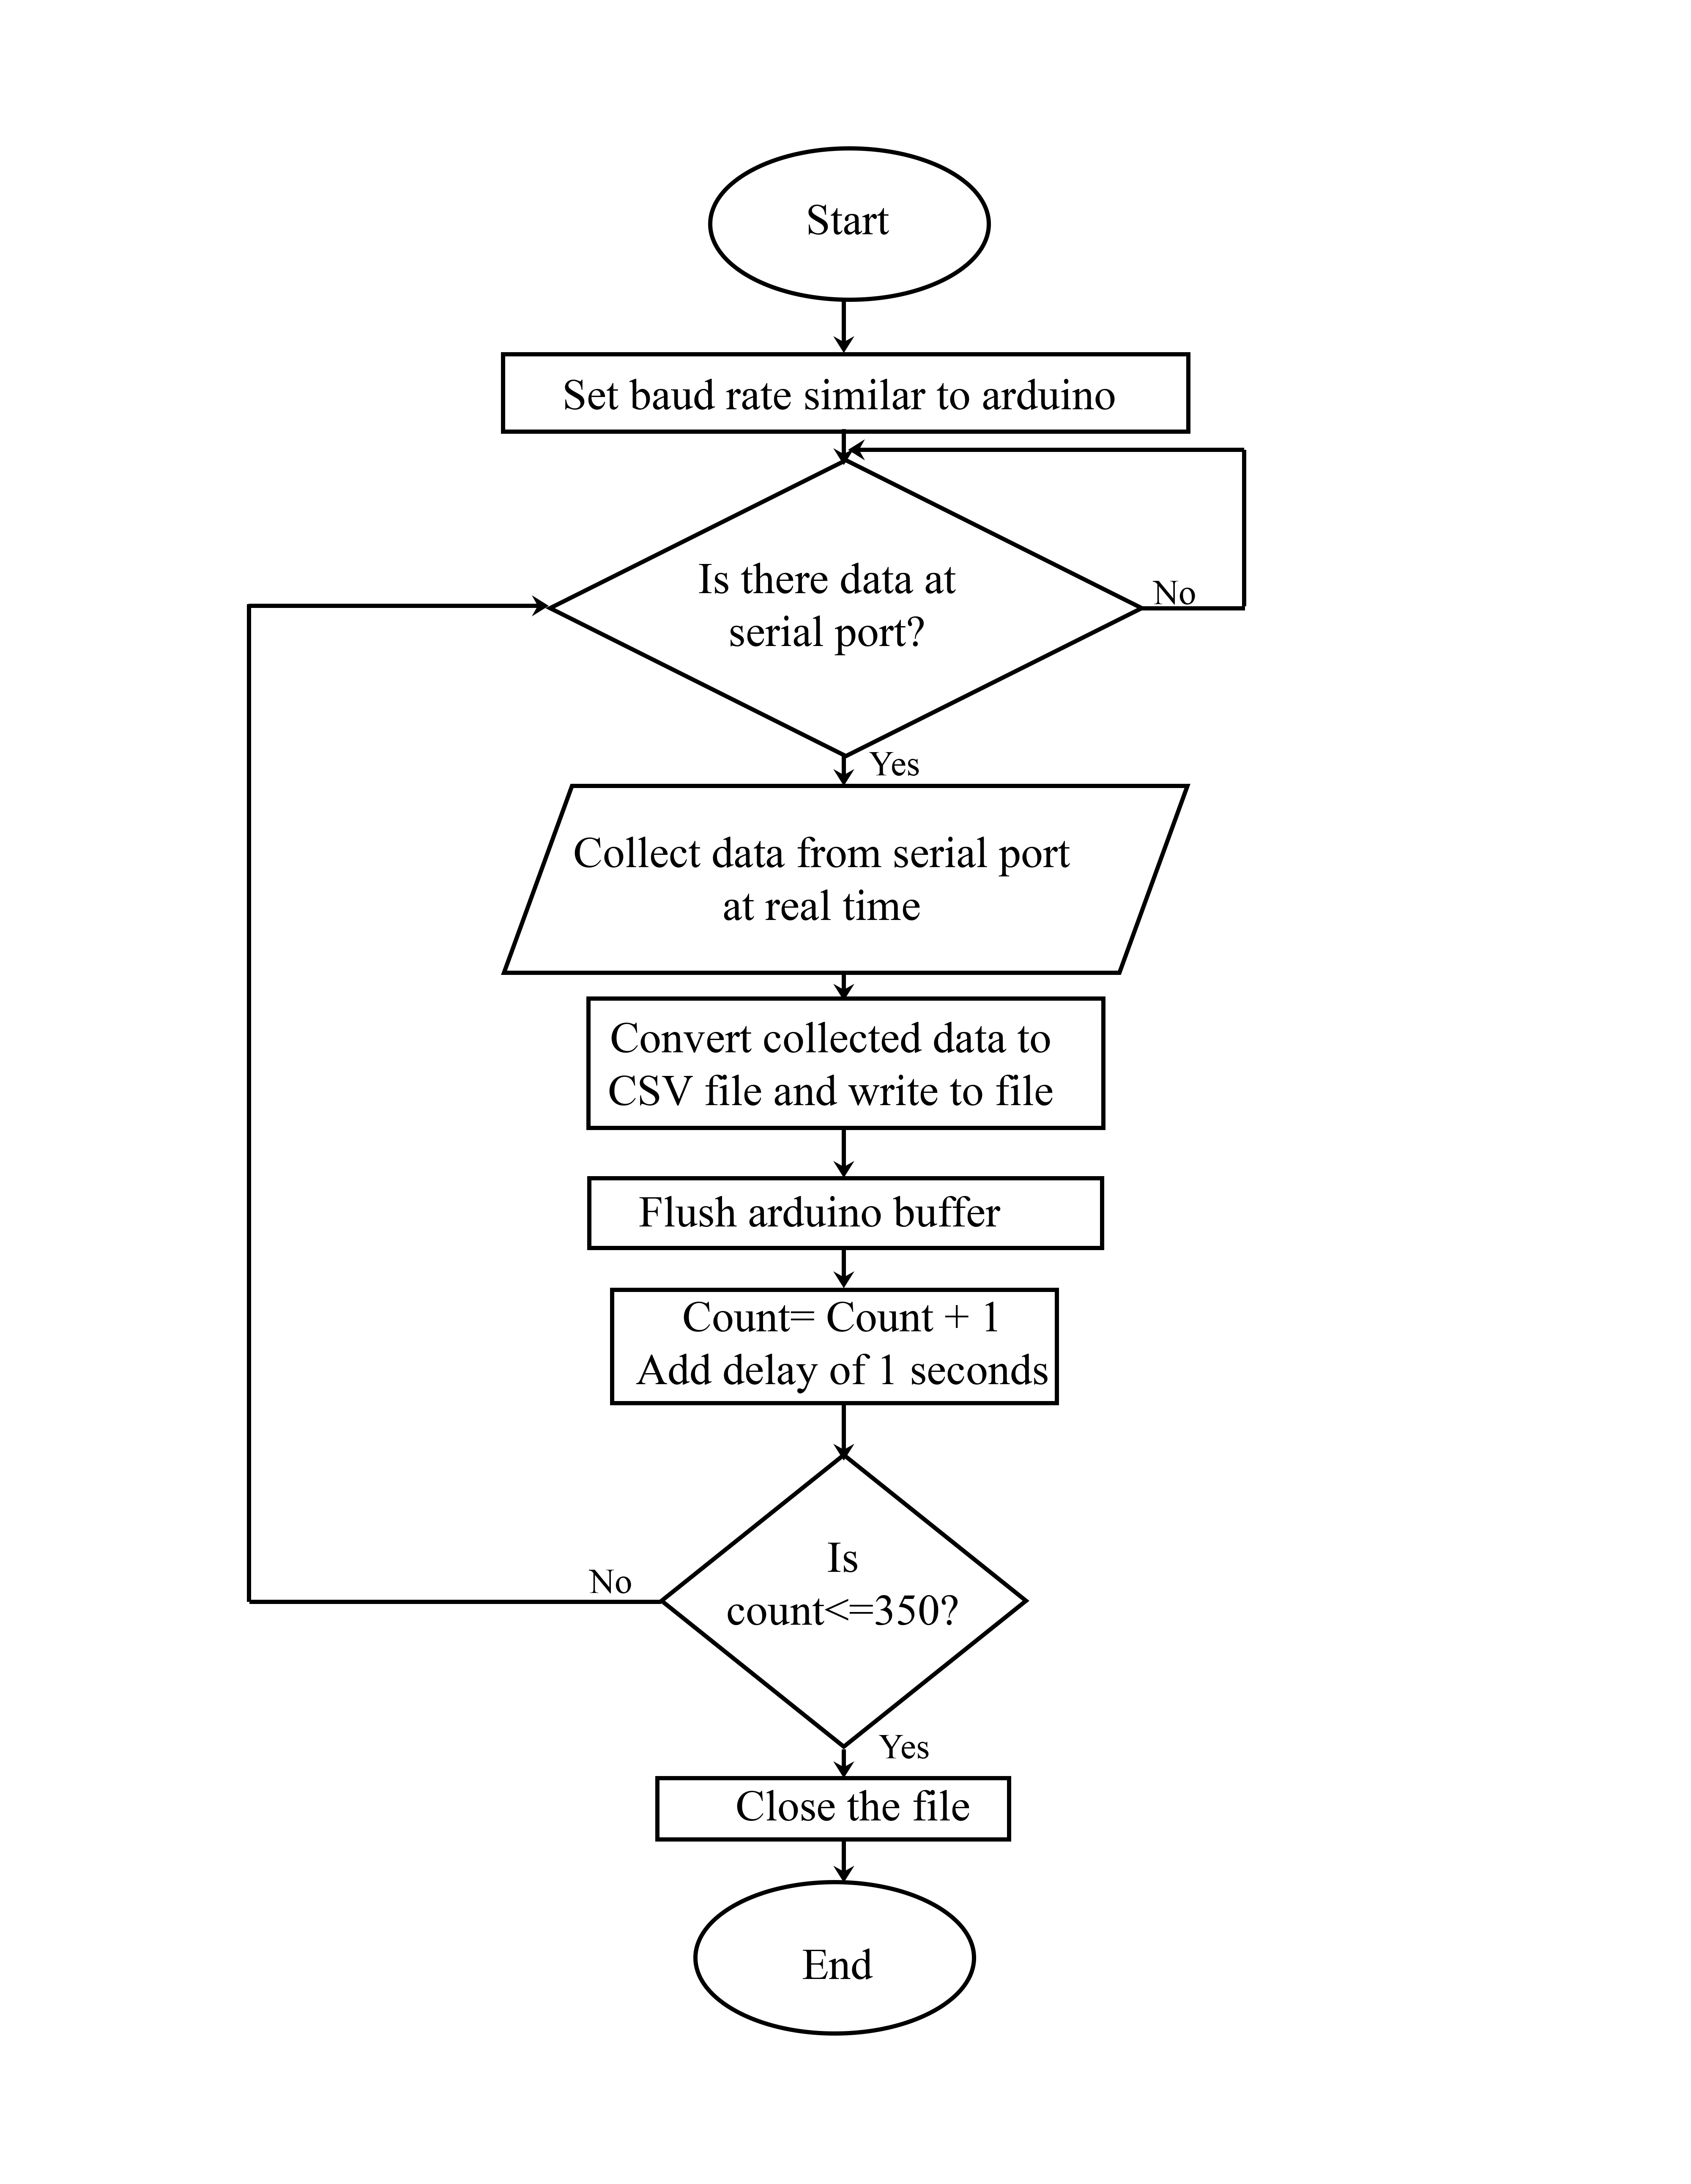 Start
Set baud rate similar to arduino
Is there data at
serial port?
No
Yes
Collect data from serial port
at real time
Convert collected data to
CSV file and write to file
Flush arduino buffer
Count= Count + 1
Add delay of 1 seconds
Is
count<=350?
No
Yes
Close the file
End